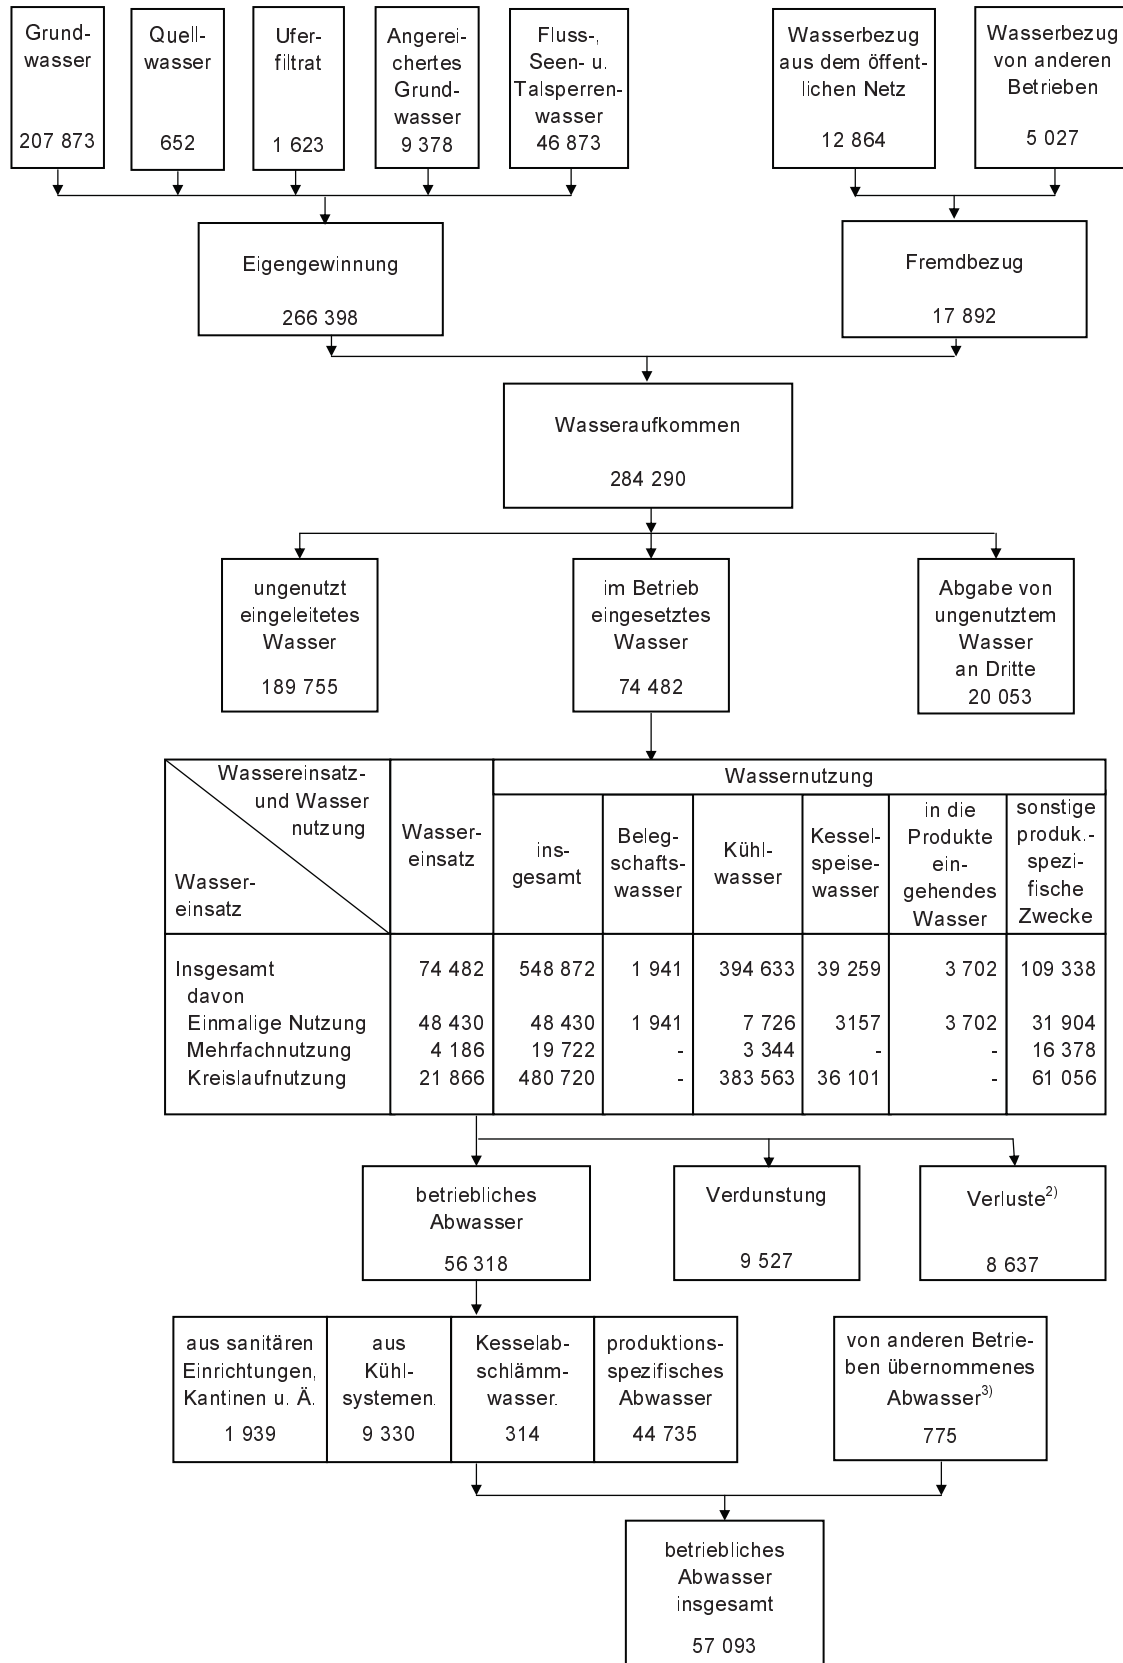 Grund-
wasser
207 873
Quell-
wasser
652
Ufer-
filtrat
1 623
Angerei-
chertes
Grund-
wasser
9 378
Fluss-,
Seen- u.
Talsperren-
wasser
46 873
Wasserbezug
aus dem öffent-
lichen Netz
12 864
Wasserbezug
von anderen
Betrieben
5 027
Eigengewinnung
266 398
Fremdbezug
17 892
Wasseraufkommen
284 290
ungenutzt
eingeleitetes
Wasser
189 755
im Betrieb
eingesetztes
Wasser
74 482
Abgabe von
ungenutztem
Wasser
an Dritte
20 053
Wassereinsatz-
und Wasser
nutzung
Wasser-
einsatz
Wasser-
einsatz
Wassernutzung
ins-
gesamt
Beleg-
schafts-
wasser
Kühl-
wasser
Kessel-
speise-
wasser
in die
Produkte
ein-
gehendes
Wasser
sonstige
produk.-
spezi-
fische
Zwecke
Insgesamt 74 482 548 872 1 941 394 633 39 259 3 702 109 338
davon
Einmalige Nutzung 48 430 48 430 1 941 7 726 3157 3 702 31 904
Mehrfachnutzung 4 186 19 722 - 3 344 - - 16 378
Kreislaufnutzung 21 866 480 720 - 383 563 36 101 - 61 056
betriebliches
Abwasser
56 318
Verdunstung
9 527
Verluste2)
8 637
aus sanitären
Einrichtungen,
Kantinen u. Ä.
1 939
aus
Kühl-
systemen.
9 330
Kesselab-
schlämm-
wasser.
314
produktions-
spezifisches
Abwasser
44 735
von anderen Betrie-
ben übernommenes
Abwasser3)
775
betriebliches
Abwasser
insgesamt
57 093